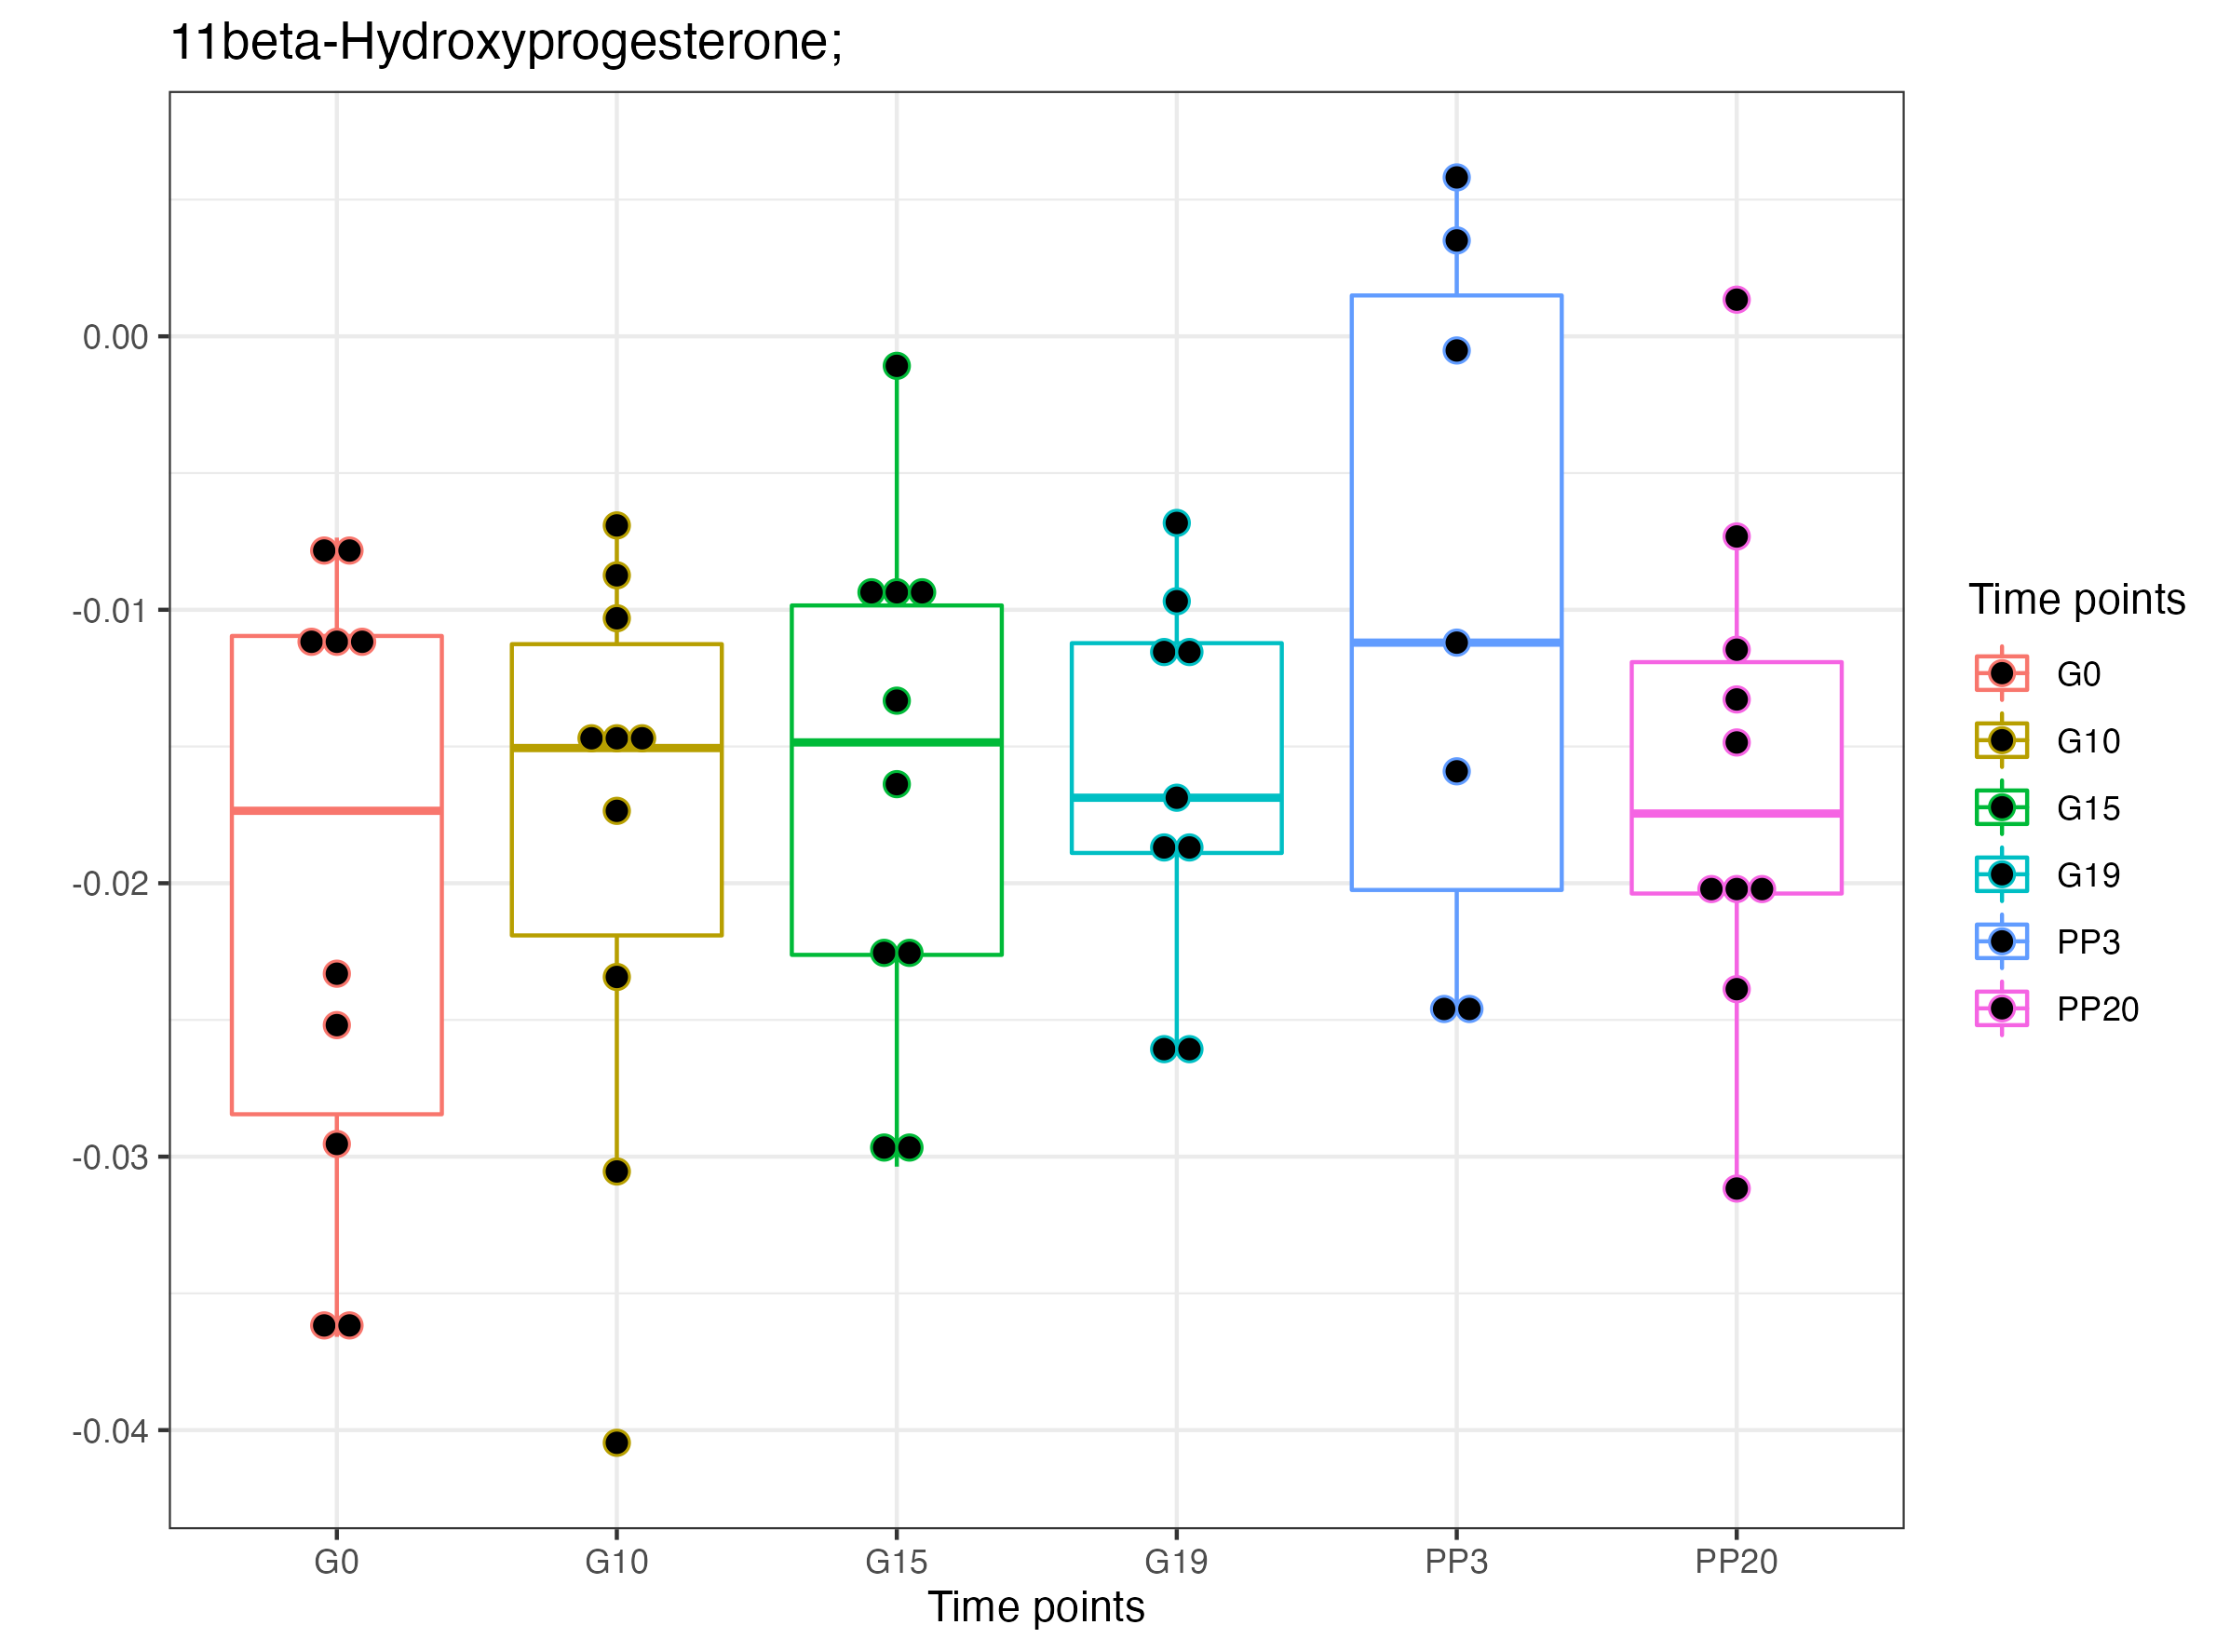 11beta-Hydroxyprogesterone;
0.00
-0.01
-0.02
-0.03
-0.04
G0 G10 G15 G19 PP3 PP20
Time points
Time points
G0
G10
G15
G19
PP3
PP20